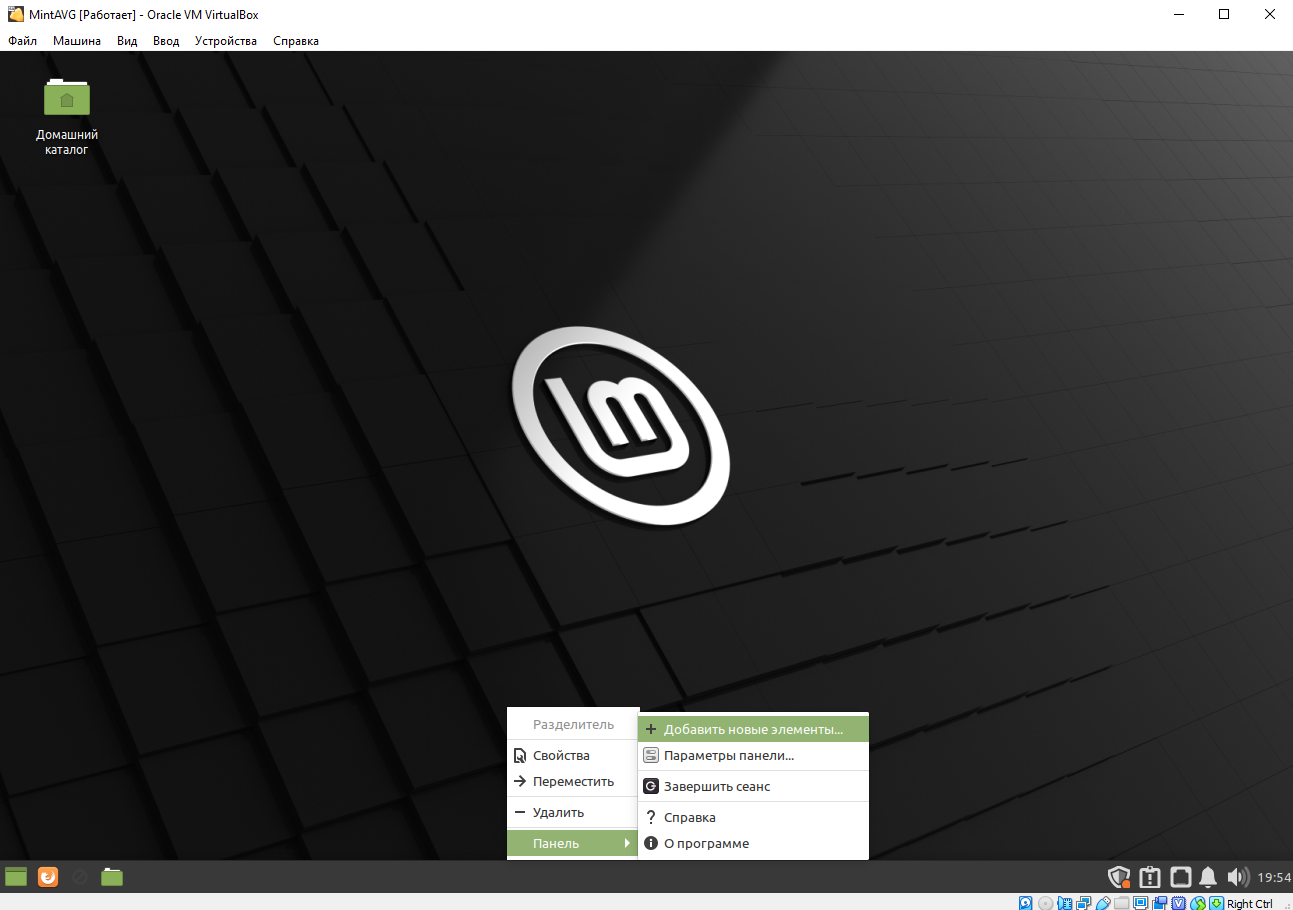 MintAVG [Работает] - Oracle VM VirtualBox
Файл Машина Вид Ввод Устройства Справка
Домашний
каталог
Разделитель
Свойства
Переместить
Удалить
Панель
Добавить новые элементы...
Параметры панели...
Завершить сеанс
Справка
О программе
19:54
Right Ctrl